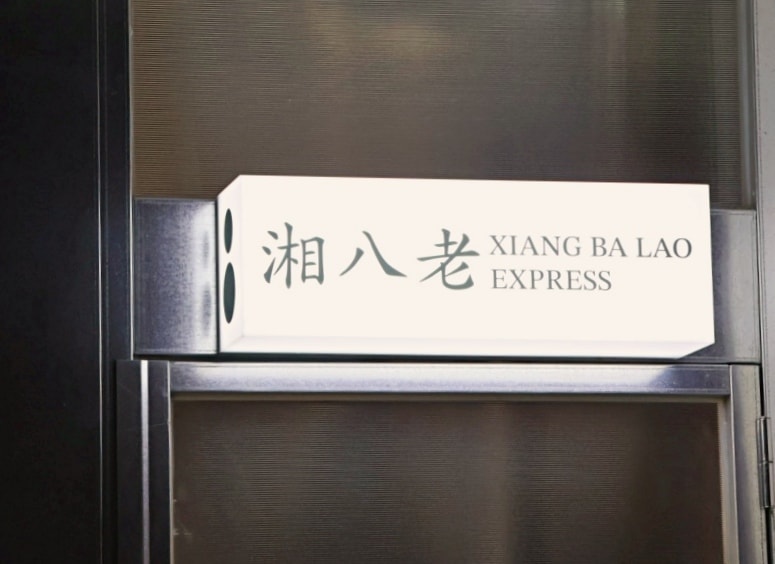 湘八老
XIANG BA LAO
EXPRESS